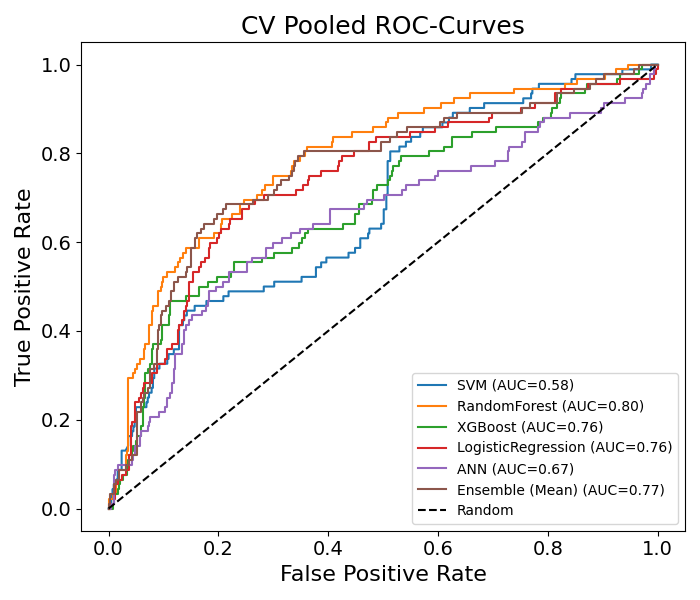 CV Pooled ROC-Curves
True Positive Rate
1.0
0.8
0.6
0.4
0.2
0.0
SVM (AUC=0.58)
RandomForest (AUC=0.80)
XGBoost (AUC=0.76)
LogisticRegression (AUC=0.76)
ANN (AUC=0.67)
Ensemble (Mean) (AUC=0.77)
Random
0.0 0.2 0.4 0.6 0.8 1.0
False Positive Rate